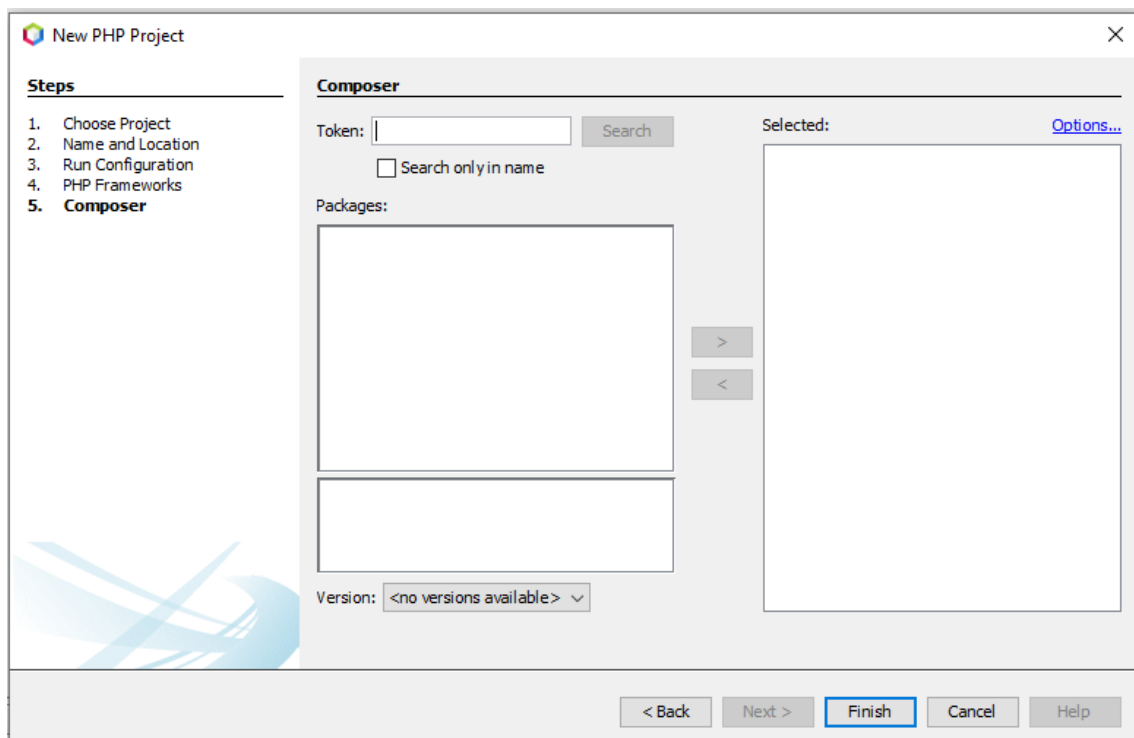 New PHP Project
Steps
1. Choose Project
2. Name and Location
3. Run Configuration
4. PHP Frameworks
5. Composer
Composer
Token: Search
Search only in name
Packages:
Version: <no versions available>
>
<
Selected: Options...
< Back Next > Finish Cancel Help